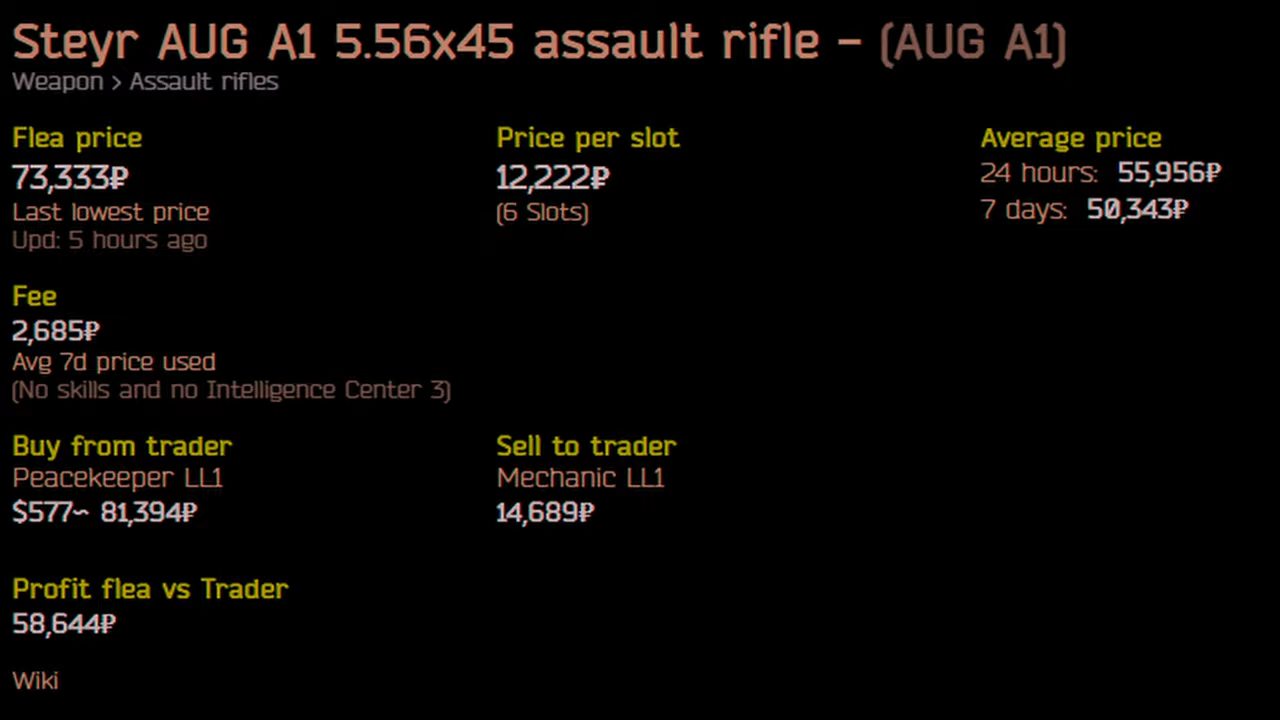 Steyr AUG A1 5.56x45 assault rifle – (AUG A1)
Weapon > Assault rifles
Flea price
73,333₽
Last lowest price
Upd: 5 hours ago
Price per slot
12,222₽
(6 Slots)
Average price
24 hours: 55,956₽
7 days: 50,343₽
Fee
2,685₽
Avg 7d price used
(No skills and no Intelligence Center 3)
Buy from trader
Peacekeeper LL1
$577~ 81,394₽
Sell to trader
Mechanic LL1
14,689₽
Profit flea vs Trader
58,644₽
Wiki